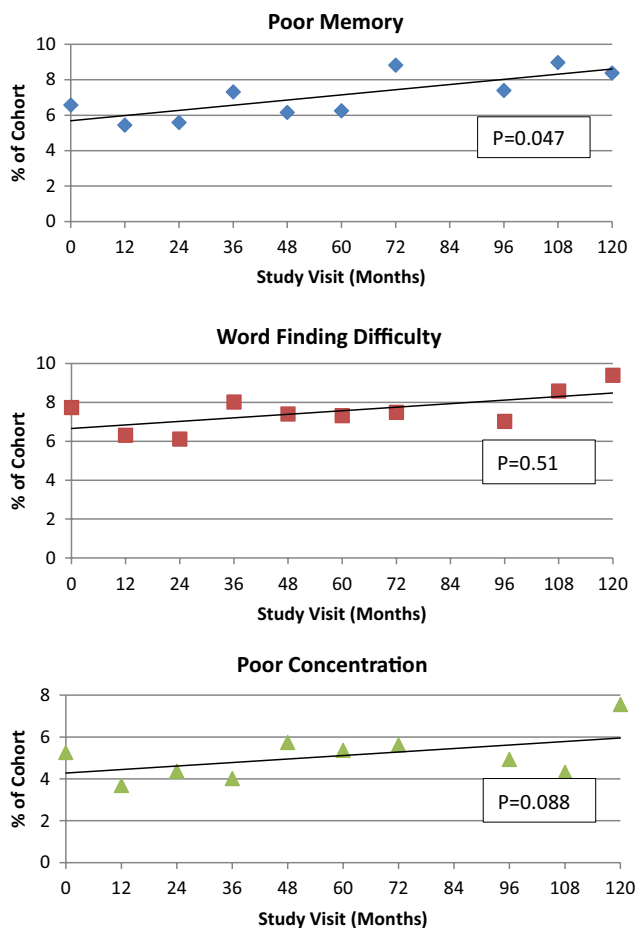 Poor Memory
10
8
6
4
2
0
% of Cohort
P=0.047
0 12 24 36 48 60 72 84 96 108 120
Study Visit (Months)
Word Finding Difficulty
10
8
6
4
2
0
% of Cohort
P=0.51
0 12 24 36 48 60 72 84 96 108 120
Study Visit (Months)
Poor Concentration
8
6
4
2
0
% of Cohort
P=0.088
0 12 24 36 48 60 72 84 96 108 120
Study Visit (Months)